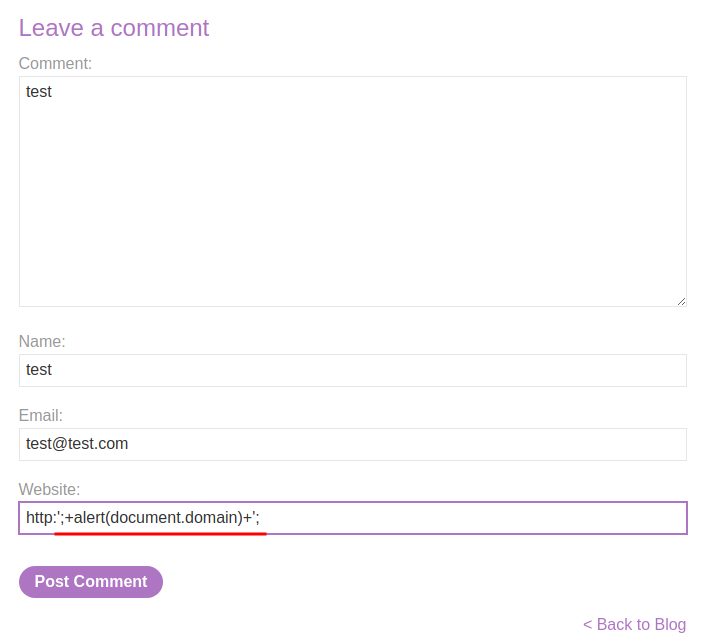 Leave a comment
Comment:
test
Name:
test
Email:
test@test.com
Website:
http:';+alert(document.domain)+';
Post Comment
< Back to Blog